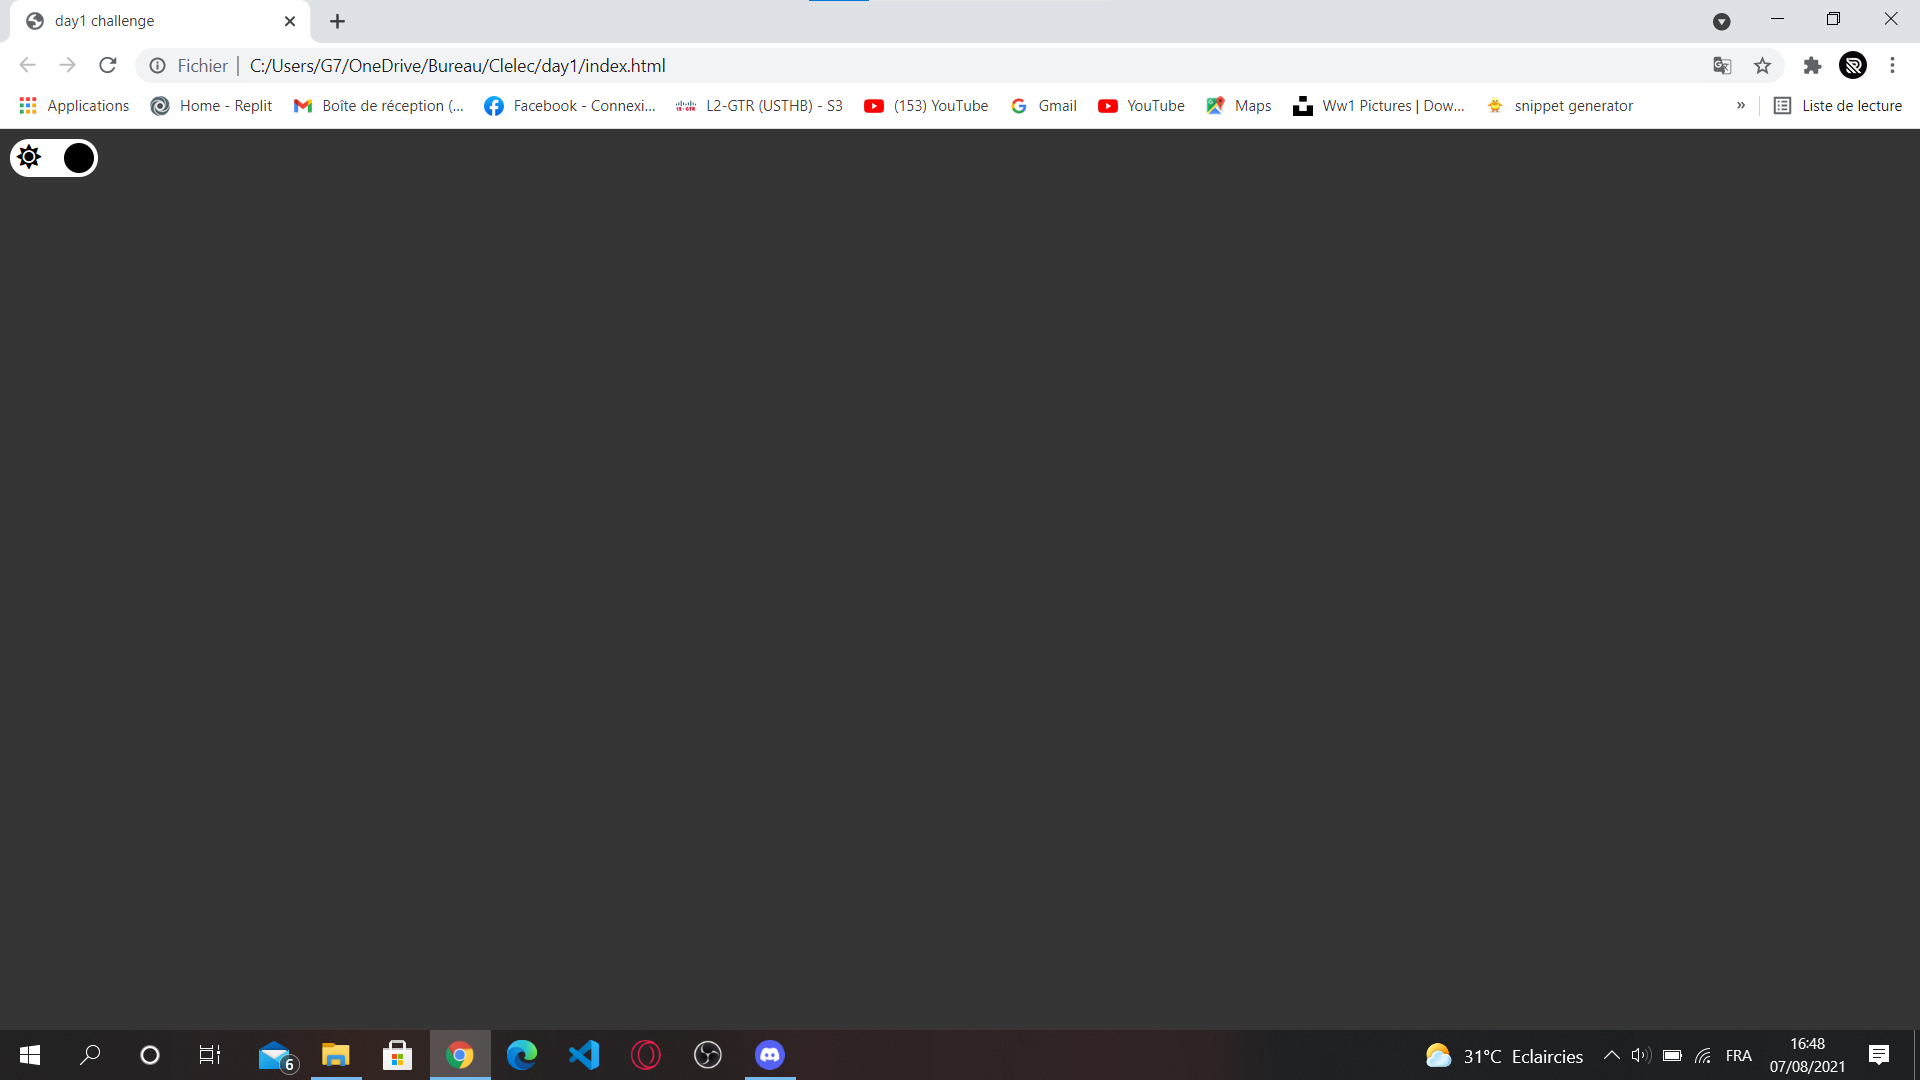 day1 challenge
Fichier | C:/Users/G7/OneDrive/Bureau/Clelec/day1/index.html
Applications Home - Replit Boîte de réception (... Facebook - Connexi... L2-GTR (USTHB) - S3 (153) YouTube Gmail YouTube Maps Ww1 Pictures | Dow... snippet generator » Liste de lecture
6 31°C Eclaircies FRA 16:48
07/08/2021